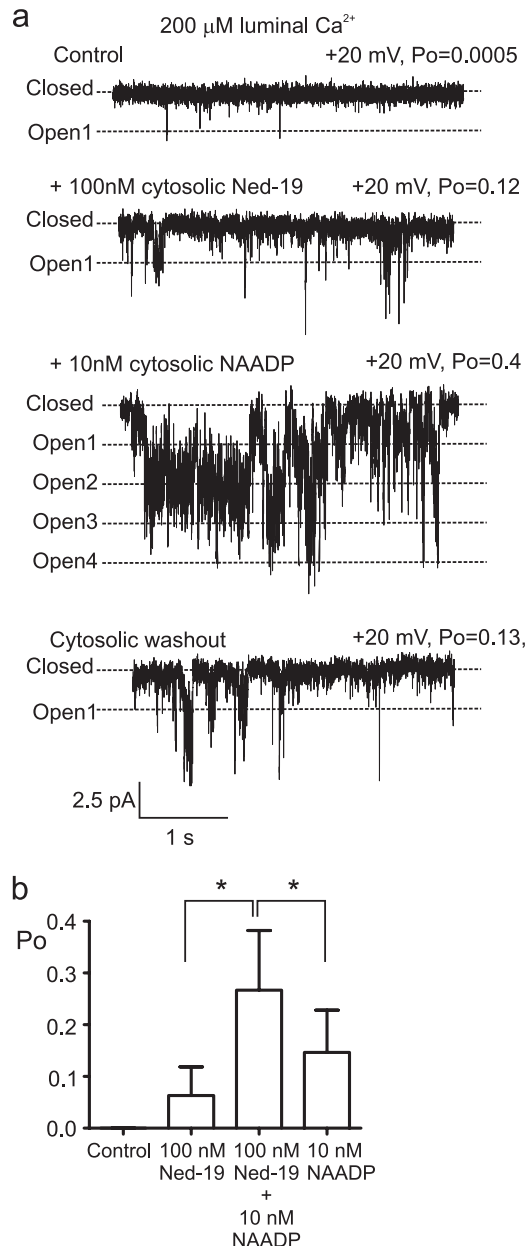 a
200 μM luminal Ca²⁺
Control +20 mV, Po=0.0005
Closed
Open1
+ 100nM cytosolic Ned-19 +20 mV, Po=0.12
Closed
Open1
+ 10nM cytosolic NAADP +20 mV, Po=0.4
Closed
Open1
Open2
Open3
Open4
Cytosolic washout +20 mV, Po=0.13,
Closed
Open1
2.5 pA
1 s
b
* *
Po
0.4
0.3
0.2
0.1
0.0
Control 100 nM 100 nM 10 nM
Ned-19 Ned-19 NAADP
+
10 nM
NAADP